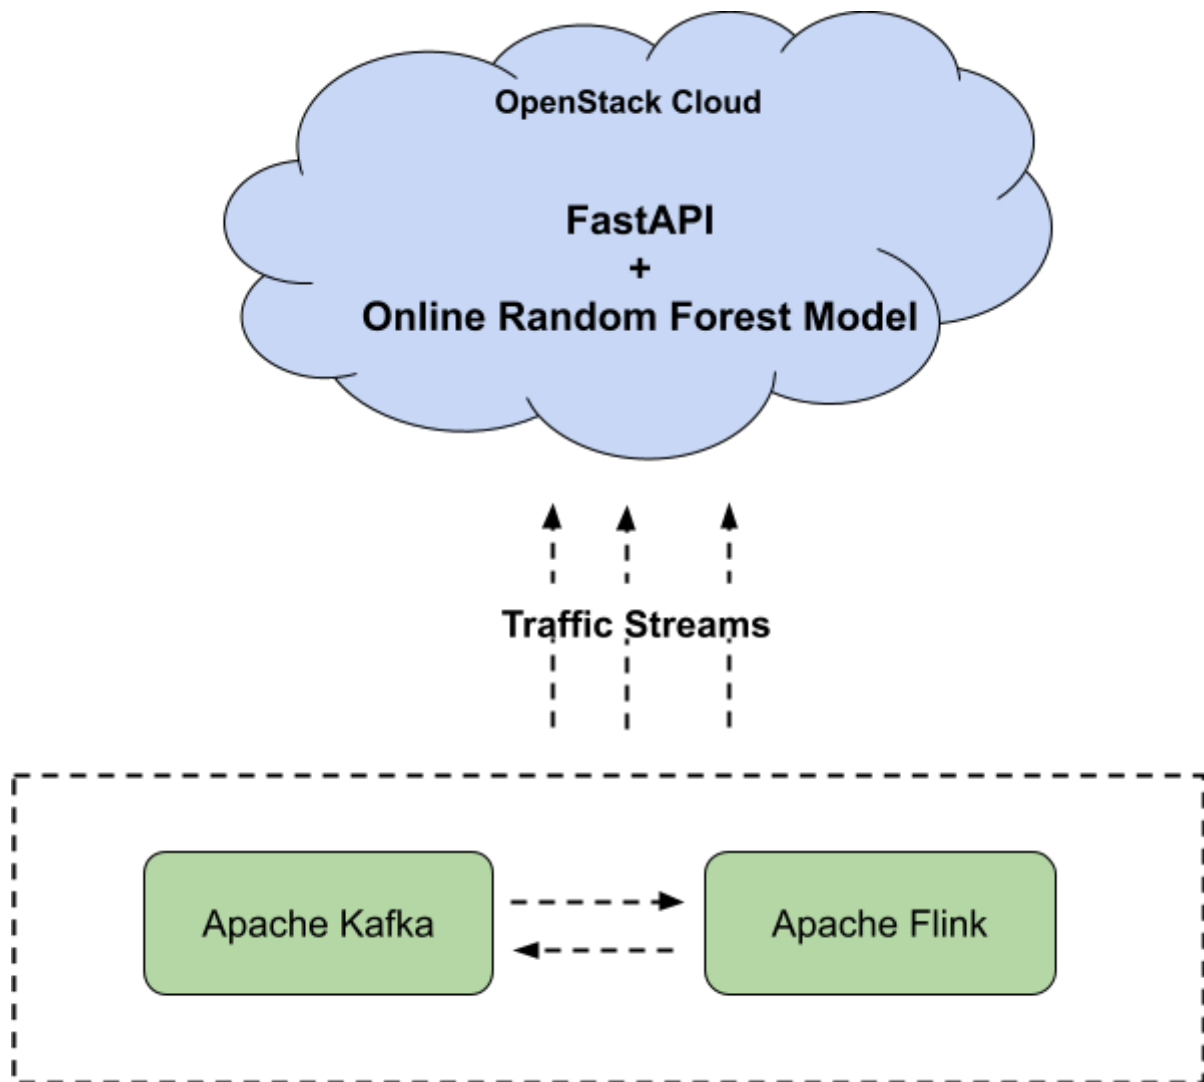 OpenStack Cloud
FastAPI
+
Online Random Forest Model
Traffic Streams
Apache Kafka
Apache Flink